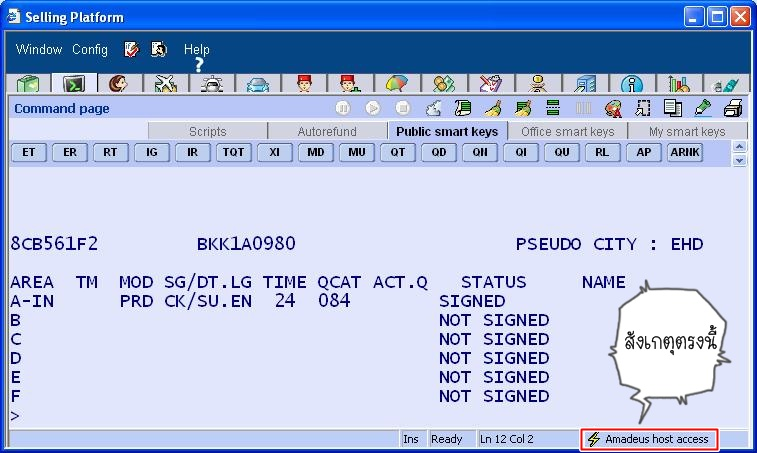 Selling Platform
Window Config Help
?
Command page
Scripts Autorefund Public smart keys Office smart keys My smart keys
ET ER RT IG IR TQT XI MD MU QT QD QN QI QU RL AP ARNK
8CB561F2 BKK1A0980 PSEUDO CITY : EHD
AREA TM MOD SG/DT.LG TIME QCAT ACT.Q STATUS NAME
A-IN PRD CK/SU.EN 24 084 SIGNED
B NOT SIGNED
C NOT SIGNED
สังเกตุตรงนี้
D NOT SIGNED
E NOT SIGNED
F NOT SIGNED
>
Ins Ready Ln 12 Col 2 Amadeus host access